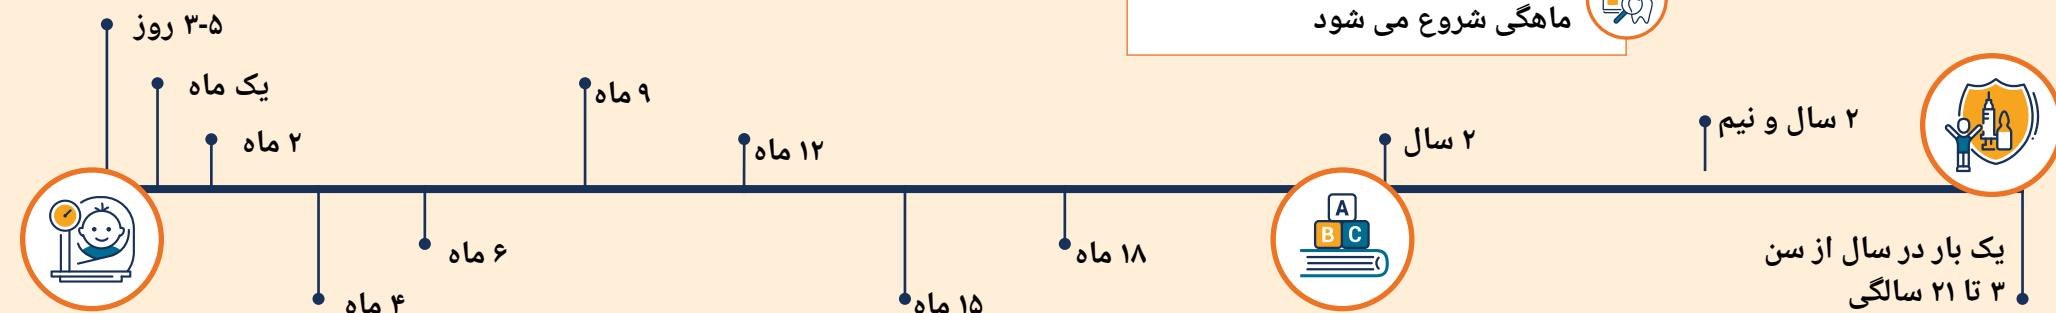 ماهگی شروع می شود
۳-۵ روز
یک ماه
۲ ماه
۴ ماه
۶ ماه
۹ ماه
۱۲ ماه
۱۵ ماه
۱۸ ماه
۲ سال
۲ سال و نیم
یک بار در سال از سن
۳ تا ۲۱ سالگی
A
B C